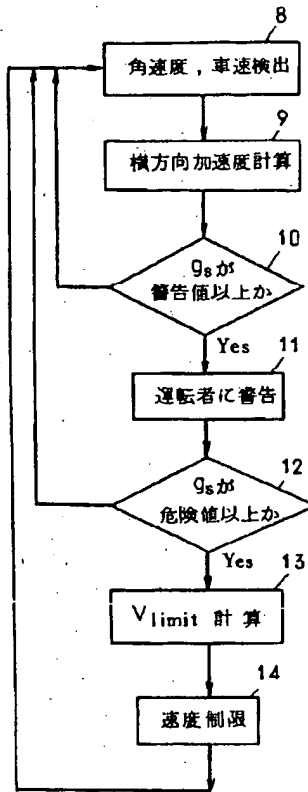 8
角速度,車速検出
9
横方向加速度計算
10
gsが
警告値以上か
Yes
11
運転者に警告
12
gsが
危険値以上か
Yes
13
Vlimit 計算
14
速度制限